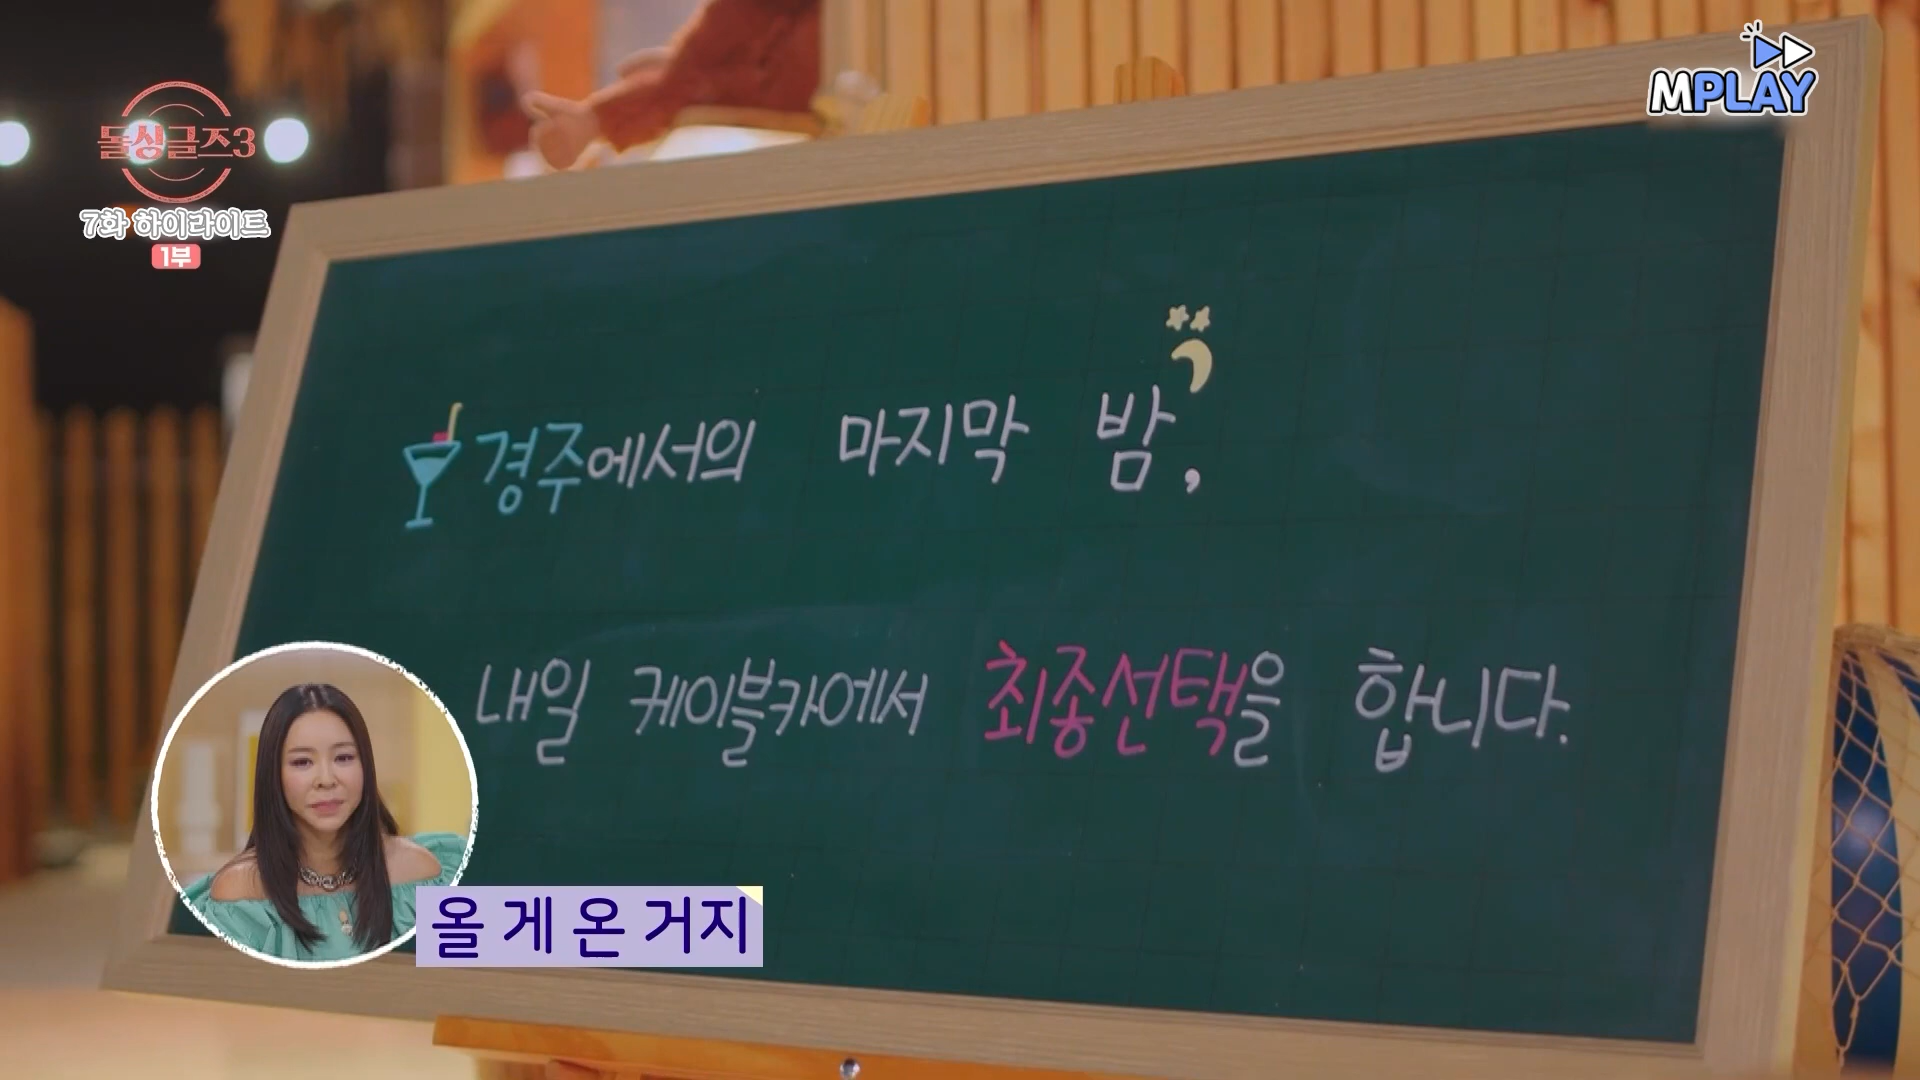 돌싱글즈3
7화 하이라이트
1부
MPLAY
경주에서의 마지막 밤,
내일 케이블카에서 최종선택을 합니다.
올 게 온 거지